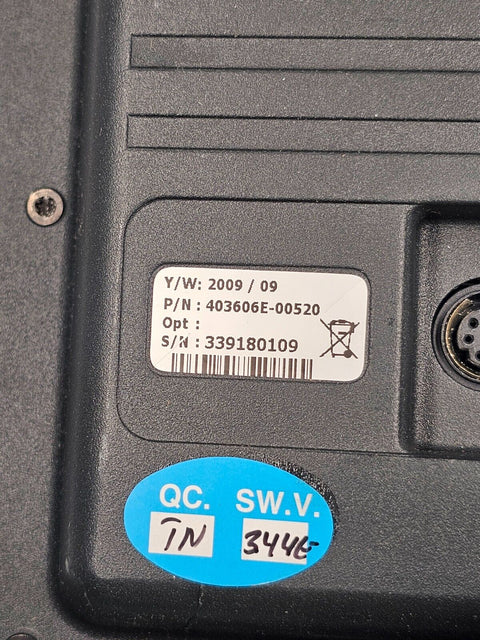 Y/W: 2009 / 09
P/N : 403606E-00520
Opt :
S/N : 339180109
QC. SW.V.
TN 344E